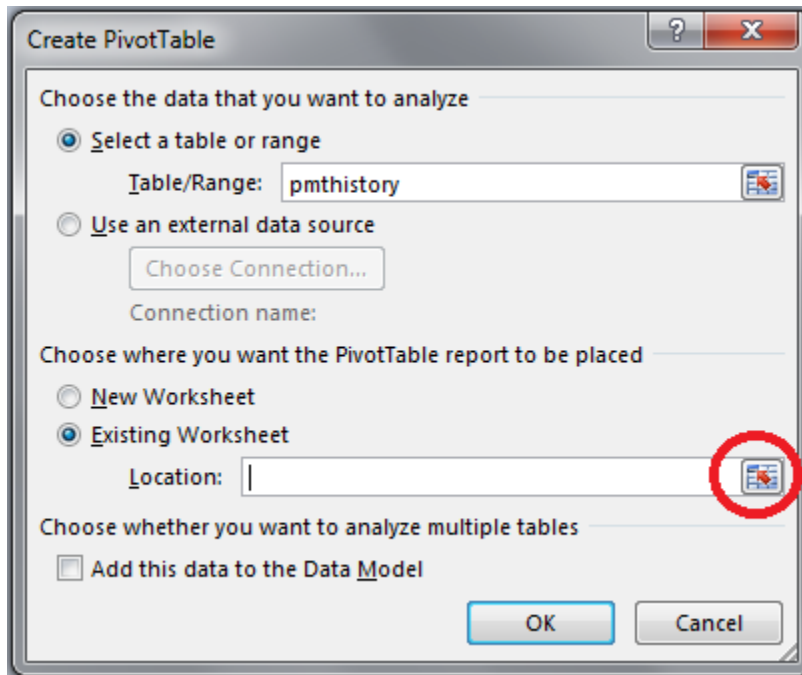 Create PivotTable
?
X
Choose the data that you want to analyze
Select a table or range
Table/Range: pmthistory
Use an external data source
Choose Connection...
Connection name:
Choose where you want the PivotTable report to be placed
New Worksheet
Existing Worksheet
Location:
Choose whether you want to analyze multiple tables
Add this data to the Data Model
OK Cancel